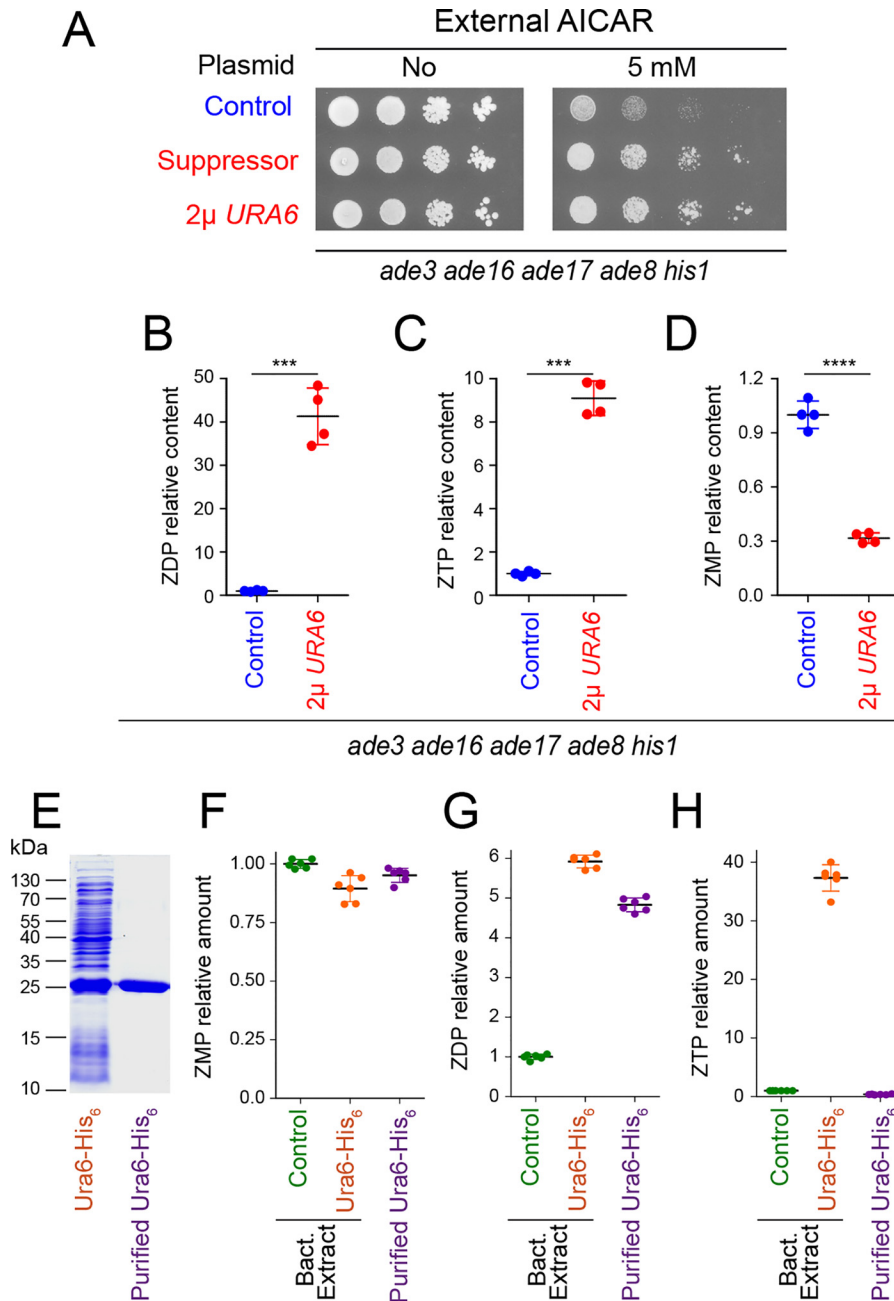 A
External AICAR
Plasmid No 5 mM
Control
Suppressor
2μ URA6
ade3 ade16 ade17 ade8 his1
B C D
*** *** ****
ZDP relative content
50
40
30
20
10
0
Control
2μ URA6
ZTP relative content
10
8
6
4
2
0
Control
2μ URA6
ZMP relative content
1.2
0.9
0.6
0.3
0.0
Control
2μ URA6
ade3 ade16 ade17 ade8 his1
E F G H
kDa
130
70
55
40
35
25
15
10
Ura6-His6
Purified Ura6-His6
ZMP relative amount
1.00
0.75
0.50
0.25
0.0
Control
Ura6-His6
Purified Ura6-His6
Bact.
Extract
ZDP relative amount
6
5
4
3
2
1
0
Control
Ura6-His6
Purified Ura6-His6
Bact.
Extract
ZTP relative amount
40
30
20
10
0
Control
Ura6-His6
Purified Ura6-His6
Bact.
Extract